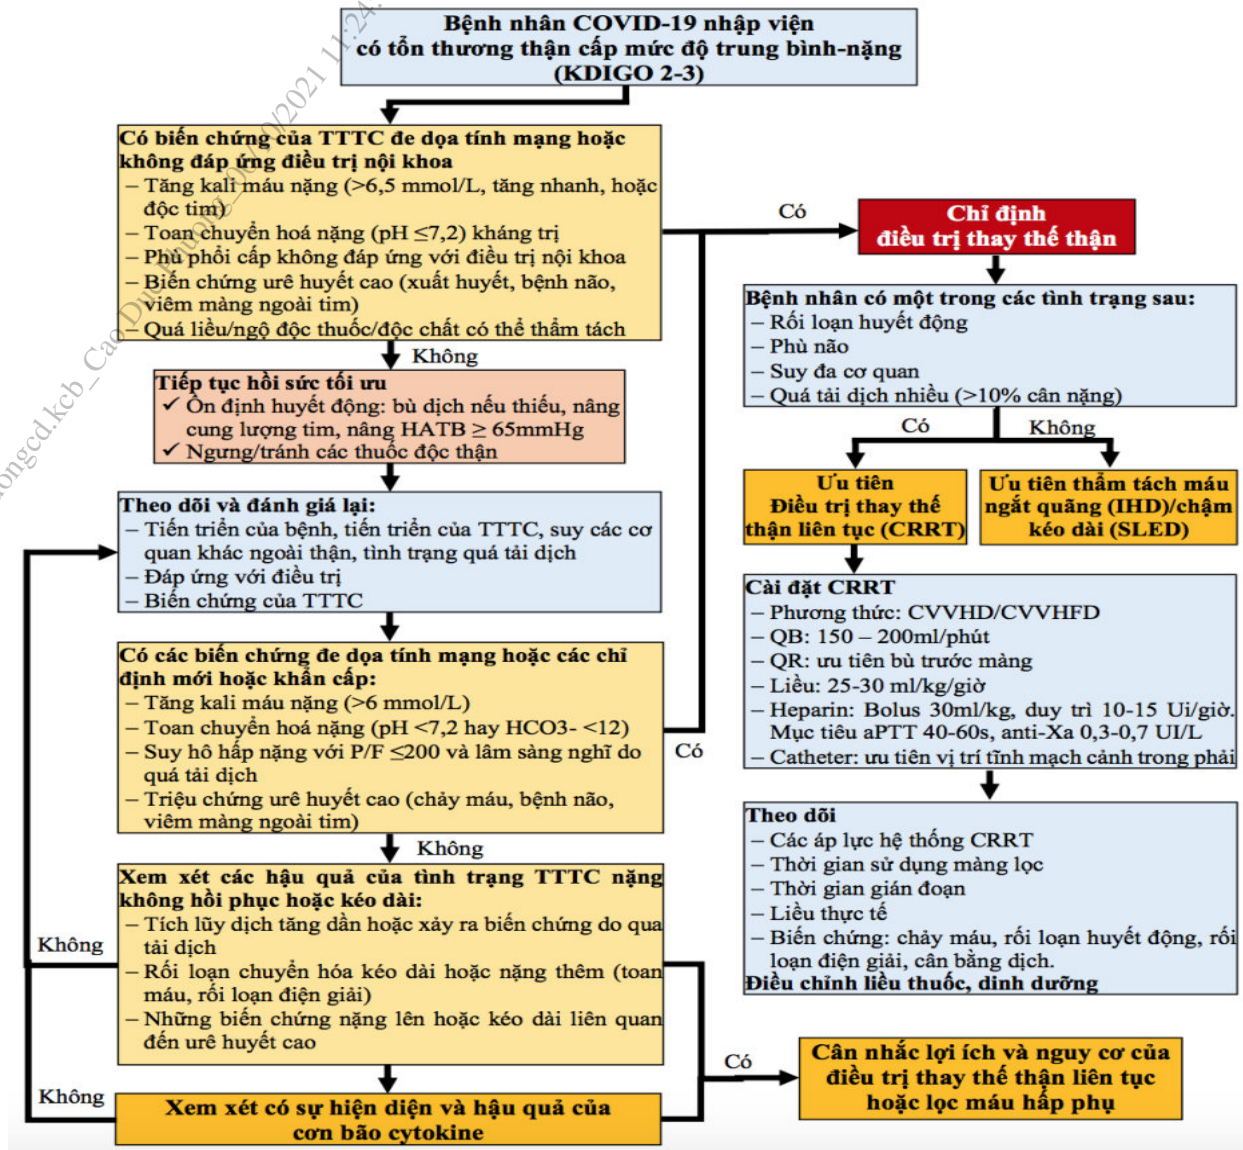 Bệnh nhân COVID-19 nhập viện
có tổn thương thận cấp mức độ trung bình-nặng
(KDIGO 2-3)
Có biến chứng của TTTC đe dọa tính mạng hoặc
không đáp ứng điều trị nội khoa
– Tăng kali máu nặng (>6,5 mmol/L, tăng nhanh, hoặc
độc tim)
– Toan chuyển hoá nặng (pH ≤7,2) kháng trị
– Phù phổi cấp không đáp ứng với điều trị nội khoa
– Biến chứng urê huyết cao (xuất huyết, bệnh não,
viêm màng ngoài tim)
– Quá liều/ngộ độc thuốc/độc chất có thể thẩm tách
Không
Tiếp tục hồi sức tối ưu
✓ Ổn định huyết động: bù dịch nếu thiếu, nâng
cung lượng tim, nâng HATB ≥ 65mmHg
✓ Ngưng/tránh các thuốc độc thận
Theo dõi và đánh giá lại:
– Tiến triển của bệnh, tiến triển của TTTC, suy các cơ
quan khác ngoài thận, tình trạng quá tải dịch
– Đáp ứng với điều trị
– Biến chứng của TTTC
Có các biến chứng đe dọa tính mạng hoặc các chỉ
định mới hoặc khẩn cấp:
– Tăng kali máu nặng (>6 mmol/L)
– Toan chuyển hoá nặng (pH <7,2 hay HCO3- <12)
– Suy hô hấp nặng với P/F ≤200 và lâm sàng nghĩ do
quá tải dịch
– Triệu chứng urê huyết cao (chảy máu, bệnh não,
viêm màng ngoài tim)
Có
Không
Xem xét các hậu quả của tình trạng TTTC nặng
không hồi phục hoặc kéo dài:
– Tích lũy dịch tăng dần hoặc xảy ra biến chứng do qua
tải dịch
– Rối loạn chuyển hóa kéo dài hoặc nặng thêm (toan
máu, rối loạn điện giải)
– Những biến chứng nặng lên hoặc kéo dài liên quan
đến urê huyết cao
Không
Không
Xem xét có sự hiện diện và hậu quả của
cơn bão cytokine
Có
Chỉ định
điều trị thay thế thận
Bệnh nhân có một trong các tình trạng sau:
– Rối loạn huyết động
– Phù não
– Suy đa cơ quan
– Quá tải dịch nhiều (>10% cân nặng)
Có
Không
Ưu tiên
Điều trị thay thế
thận liên tục (CRRT)
Ưu tiên thẩm tách máu
ngắt quãng (IHD)/chậm
kéo dài (SLED)
Cài đặt CRRT
– Phương thức: CVVHD/CVVHFD
– QB: 150 – 200ml/phút
– QR: ưu tiên bù trước màng
– Liều: 25-30 ml/kg/giờ
– Heparin: Bolus 30ml/kg, duy trì 10-15 Ui/giờ.
Mục tiêu aPTT 40-60s, anti-Xa 0,3-0,7 UI/L
– Catheter: ưu tiên vị trí tĩnh mạch cảnh trong phải
Theo dõi
– Các áp lực hệ thống CRRT
– Thời gian sử dụng màng lọc
– Thời gian gián đoạn
– Liều thực tế
– Biến chứng: chảy máu, rối loạn huyết động, rối
loạn điện giải, cân bằng dịch.
Điều chỉnh liều thuốc, dinh dưỡng
Có
Cân nhắc lợi ích và nguy cơ của
điều trị thay thế thận liên tục
hoặc lọc máu hấp phụ